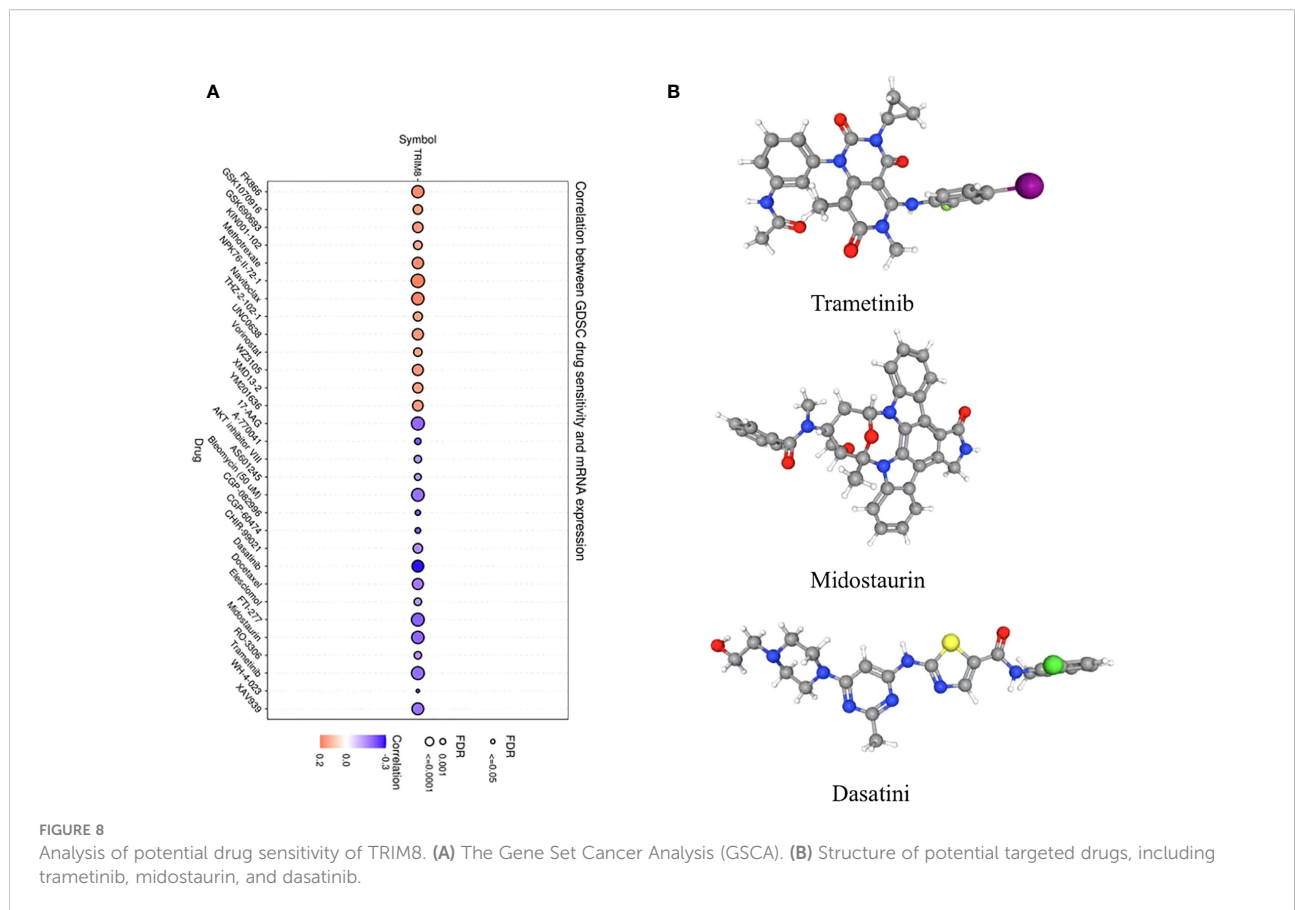 A
B
Correlation between GDSC drug sensitivity and mRNA expression
Symbol
TRIM8
FK866
GSK1070916
GSK690693
KIN001-102
Methotrexate
NPK76-II-72-1
Navitoclax
THZ-2-102-1
UNC0638
Vorinostat
WZ3105
XMD13-2
YM201636
17-AAG
A-770041
AKT inhibitor VIII
AS601245
Bleomycin (50 uM)
CGP-082996
CGP-60474
CHIR-99021
Dasatinib
Docetaxel
Elesclomol
FTI-277
Midostaurin
RO-3306
Trametinib
WH-4-023
XAV939
Drug
FDR
<=0.05
FDR
0.001
<=0.0001
Correlation
-0.3
0.0
0.2
Trametinib
Midostaurin
Dasatini
FIGURE 8
Analysis of potential drug sensitivity of TRIM8. (A) The Gene Set Cancer Analysis (GSCA). (B) Structure of potential targeted drugs, including
trametinib, midostaurin, and dasatinib.